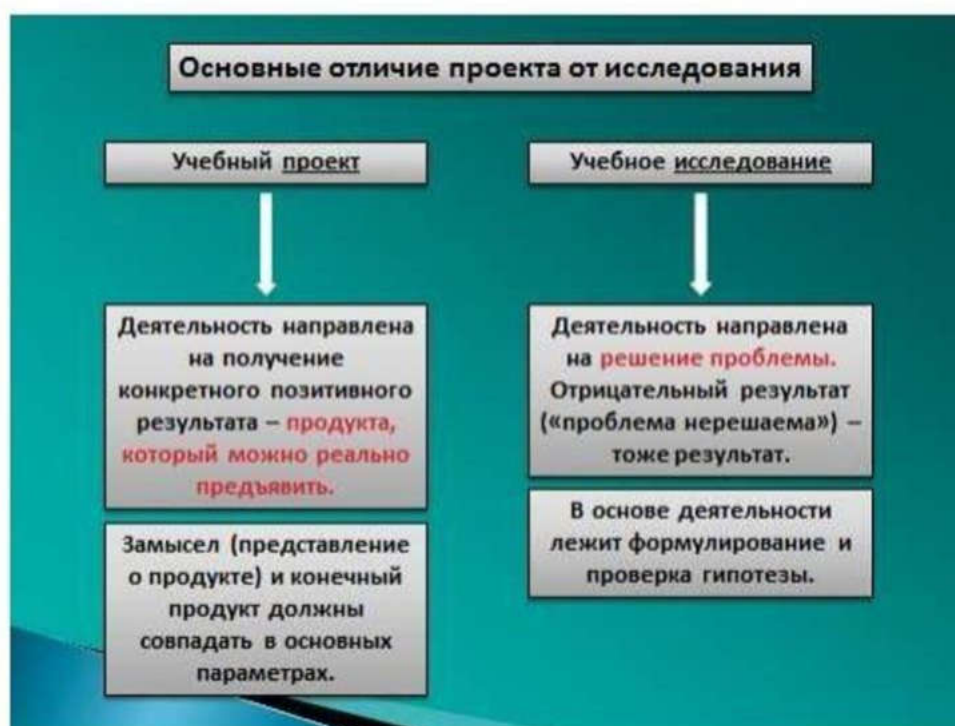 Основные отличие проекта от исследования
Учебный проект
Деятельность направлена
на получение
конкретного позитивного
результата – продукта,
который можно реально
предъявить.
Замысел (представление
о продукте) и конечный
продукт должны
совпадать в основных
параметрах.
Учебное исследование
Деятельность направлена
на решение проблемы.
Отрицательный результат
(«проблема нерешаема») –
тоже результат.
В основе деятельности
лежит формулирование и
проверка гипотезы.